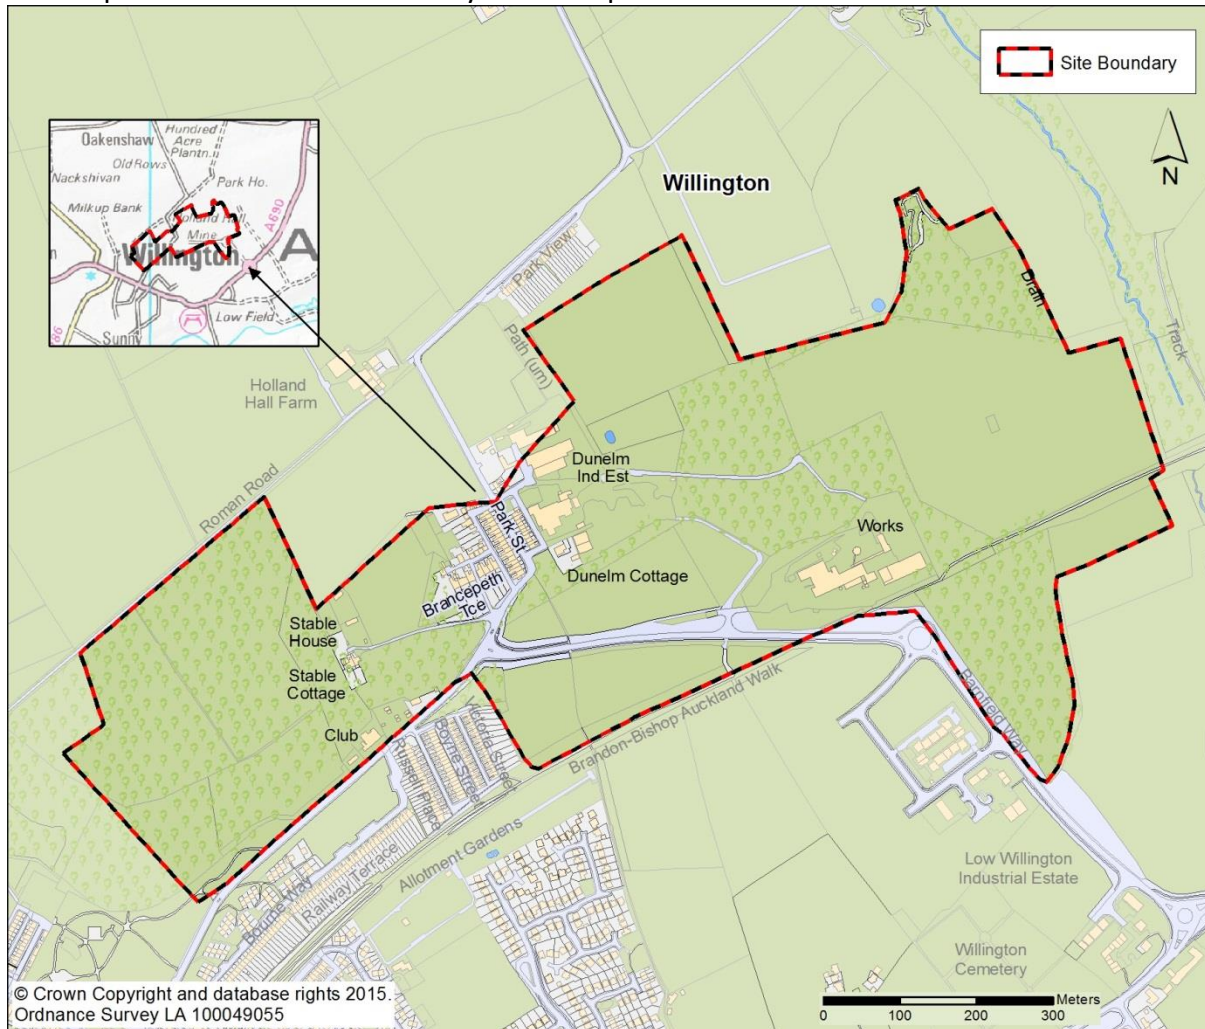 Site Boundary
N
Hundred
Acre
Plantn.
Oakenshaw
Old Rows
Nackshivan
Park Ho.
Milkup Bank
A690
Holland Hall
Mine
Willington
A
Low Field
Sunny
Willington
Park View
Path (um)
Drain
Track
Holland
Hall Farm
Roman Road
Dunelm
Ind Est
Park St
Works
Dunelm Cottage
Brancepeth
Tce
Stable
House
Stable
Cottage
Club
Victoria Street
Boyne Street
Russell Place
Brandon-Bishop Auckland Walk
Barnfield Way
Allotment Gardens
Railway Terrace
Bourne Way
Low Willington
Industrial Estate
Willington
Cemetery
© Crown Copyright and database rights 2015.
Ordnance Survey LA 100049055
Meters
0 100 200 300